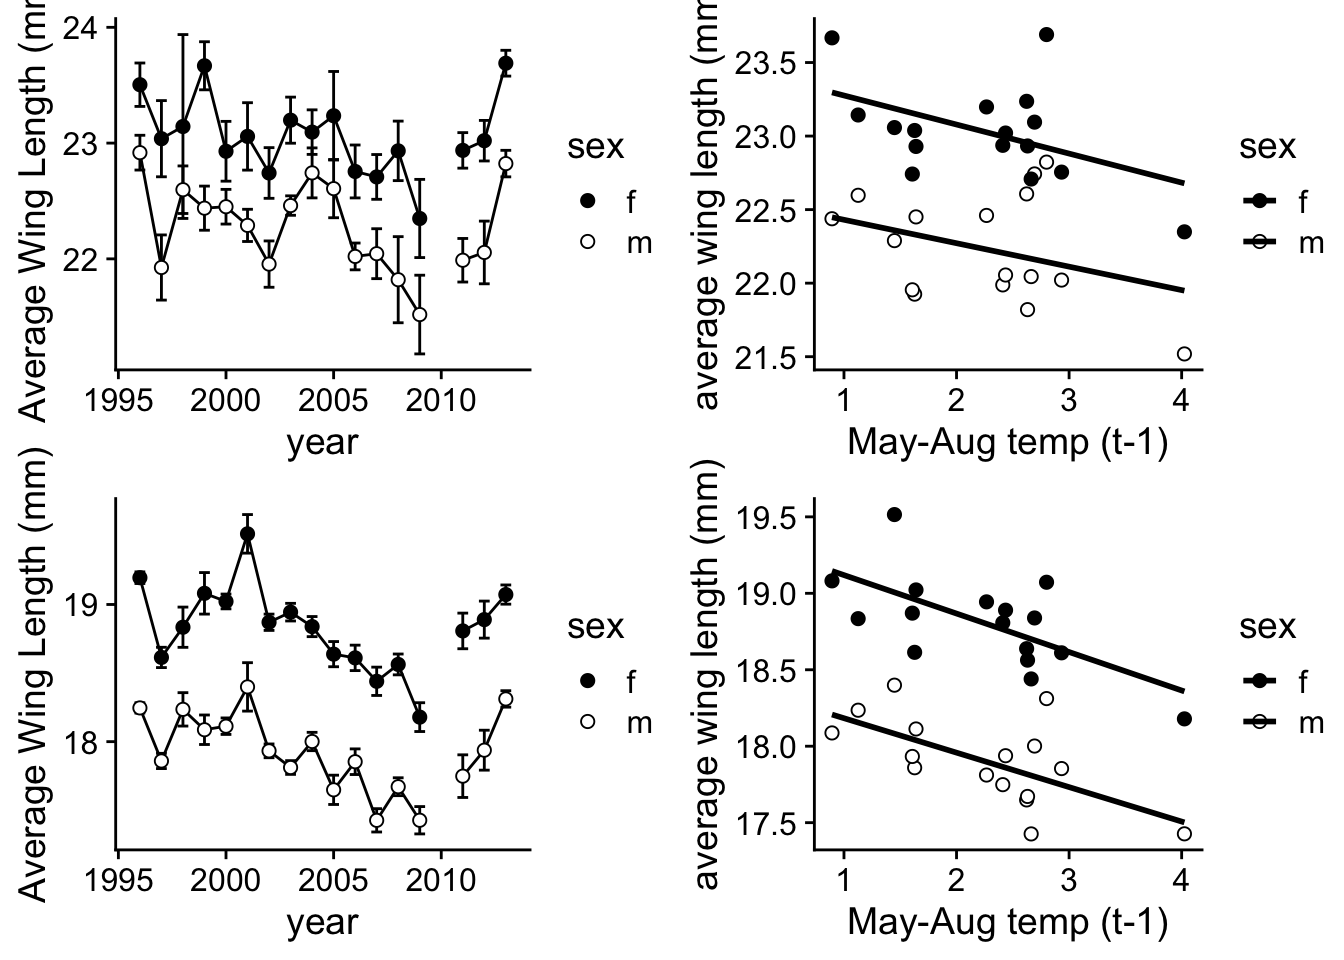 Average Wing Length (mm
24
23
22
1995 2000 2005 2010
year
sex
f
m
average wing length (mm
23.5
23.0
22.5
22.0
21.5
1 2 3 4
May-Aug temp (t-1)
sex
f
m
Average Wing Length (mm)
19
18
1995 2000 2005 2010
year
sex
f
m
average wing length (mm)
19.5
19.0
18.5
18.0
17.5
1 2 3 4
May-Aug temp (t-1)
sex
f
m